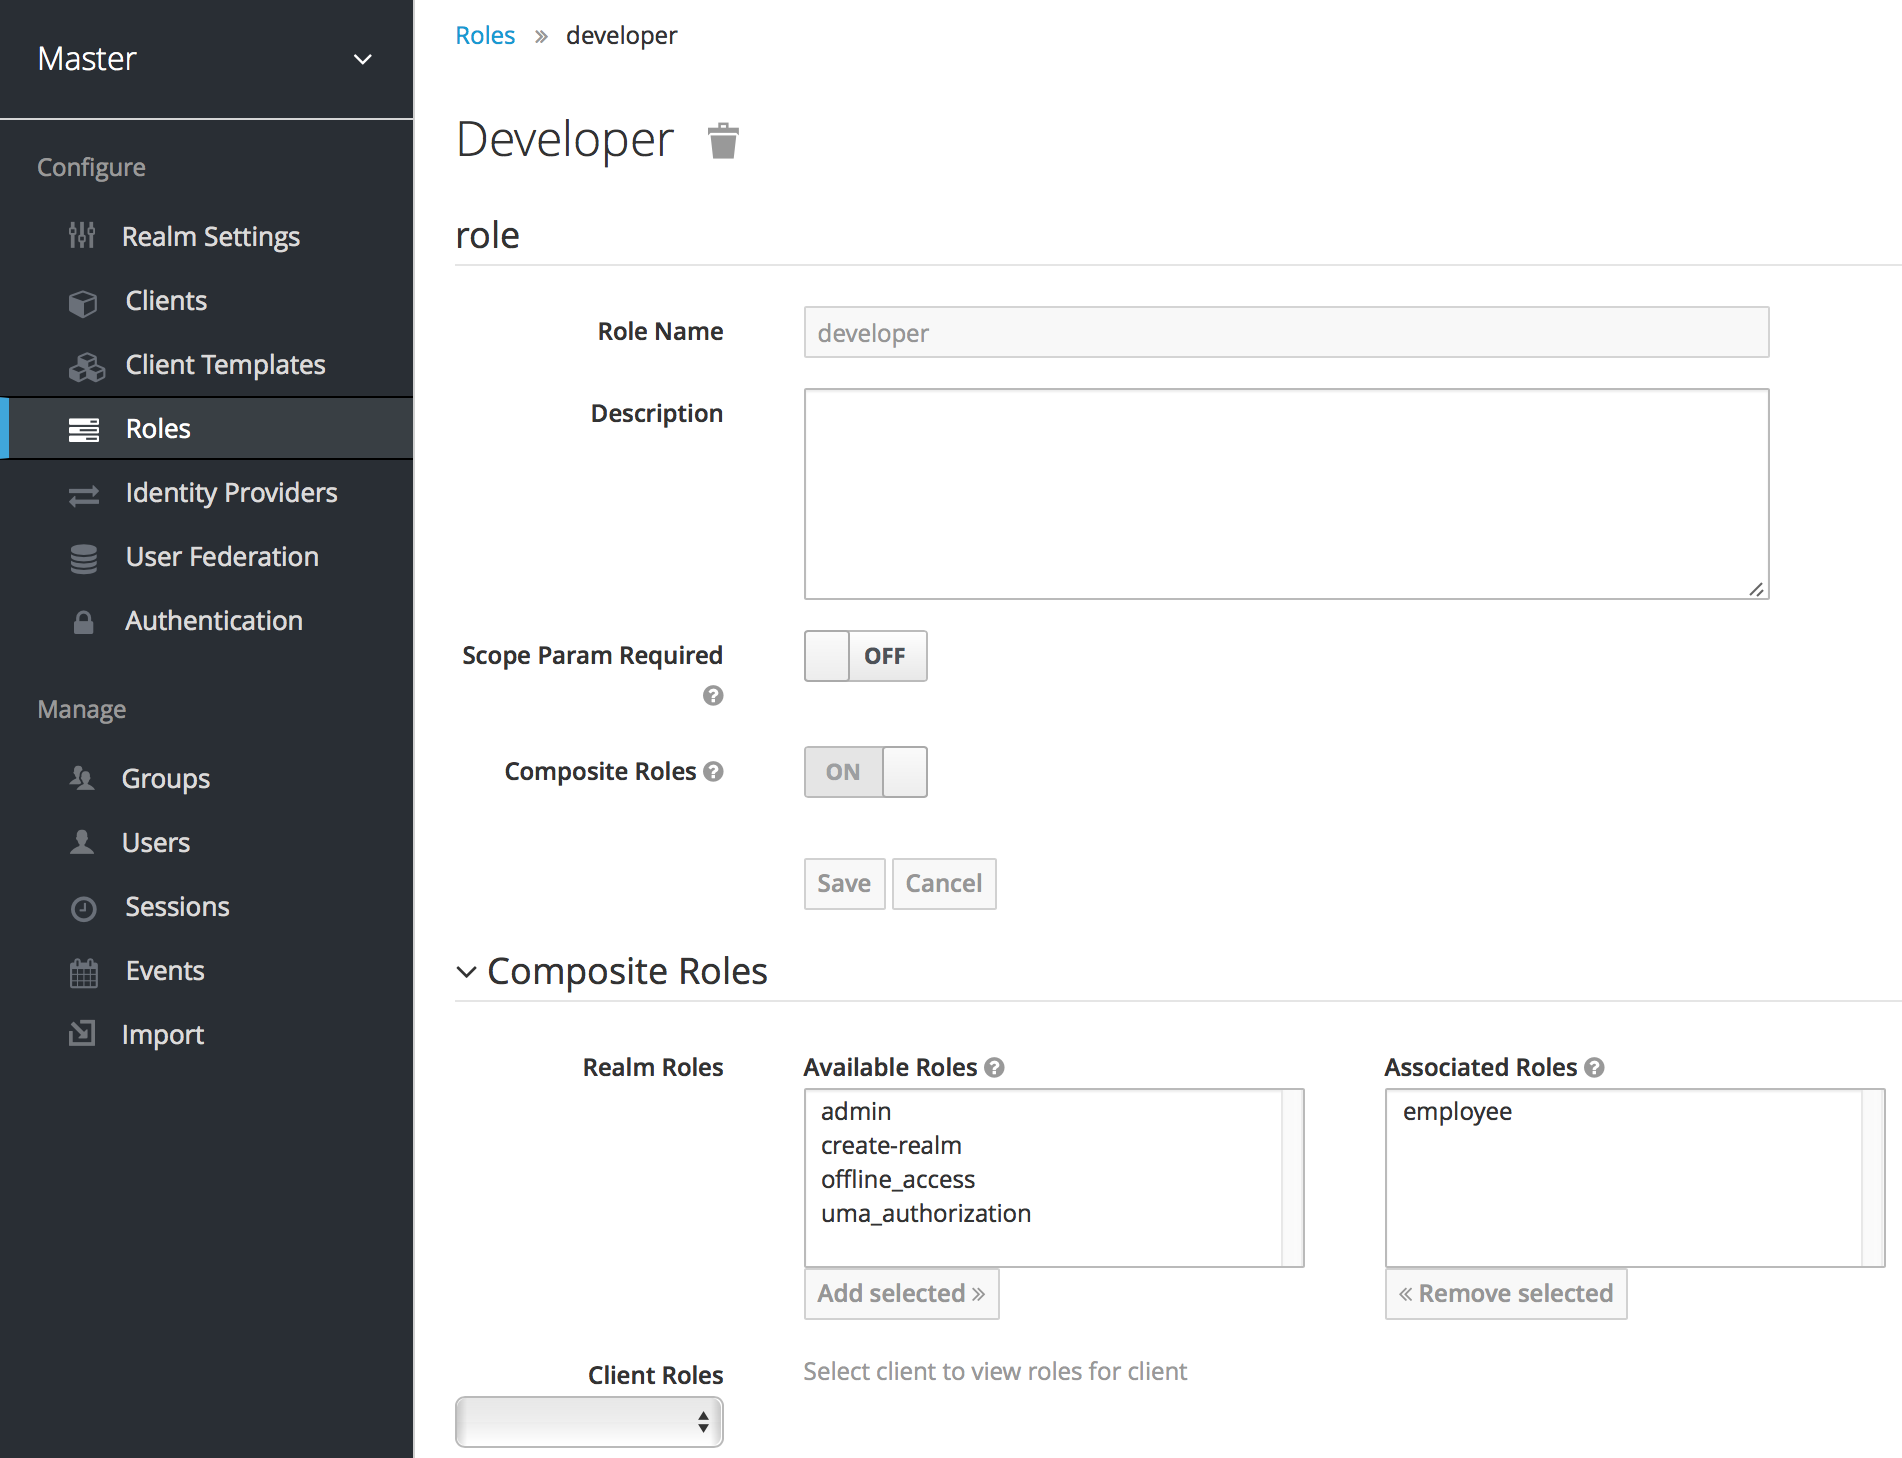 Master
Configure
Realm Settings
Clients
Client Templates
Roles
Identity Providers
User Federation
Authentication
Manage
Groups
Users
Sessions
Events
Import
Roles » developer
Developer
role
Role Name developer
Description
Scope Param Required OFF
Composite Roles ON
Save Cancel
Composite Roles
Realm Roles Available Roles Associated Roles
admin employee
create-realm
offline_access
uma_authorization
Add selected » « Remove selected
Client Roles Select client to view roles for client